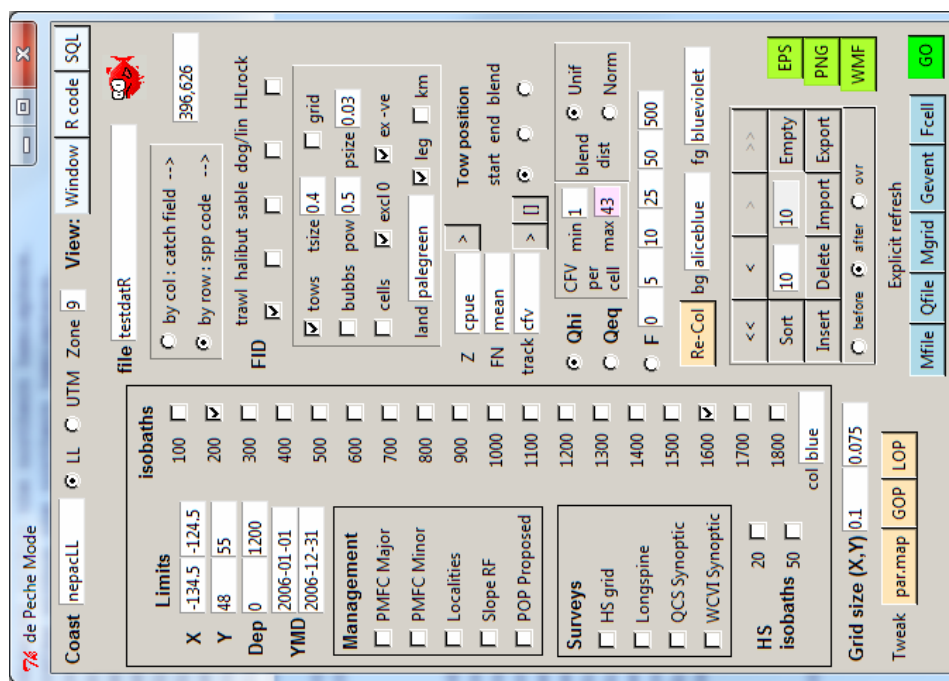 de Peche Mode
Coast nepacLL LL UTM Zone 9 View: Window R code SQL
Limits
X -134.5 -124.5
Y 48 55
Dep 0 1200
YMD 2006-01-01
2006-12-31
Management
PMFC Major
PMFC Minor
Localities
Slope RF
POP Proposed
Surveys
HS grid
Longspine
QCS Synoptic
WCVI Synoptic
HS 20
isobaths 50
isobaths
100
200
300
400
500
600
700
800
900
1000
1100
1200
1300
1400
1500
1600
1700
1800
col blue
Grid size (X,Y) 0.1 0.075
Tweak par.map GOP LOP
file testdatR
by col : catch field -->
by row : spp code --> 396,626
trawl halibut sable dog/lin HLrock
FID
tows tsize 0.4 grid
bubbs pow 0.5 psize 0.03
cells excl 0 ex -ve
land palegreen leg km
Z cpue >
FN mean
track cfv > []
Tow position
start end blend
Qhi
Qeq
CFV per cell
min 1
max 43
blend dist
Unif
Norm
F 0 5 10 25 50 500
Re-Col bg aliceblue fg blueviolet
<< < > >>
Sort 10 10 Empty
Insert Delete Import Export
before after ovr
EPS
PNG
WMF
Explicit refresh
Mfile Qfile Mgrid Gevent Fcell GO